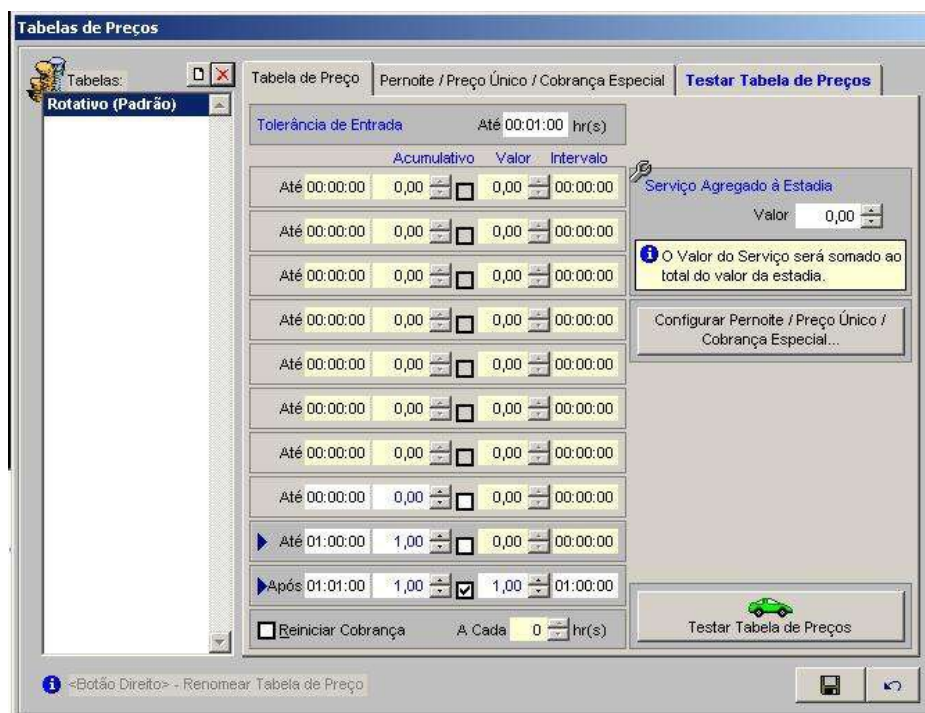 Tabelas de Preços
Tabelas:
Rotativo (Padrão)
Tabela de Preço
Pernoite / Preço Único / Cobrança Especial
Testar Tabela de Preços
Tolerância de Entrada Até 00:01:00 hr(s)
Acumulativo Valor Intervalo
Até 00:00:00 0,00 0,00 00:00:00
Até 00:00:00 0,00 0,00 00:00:00
Até 00:00:00 0,00 0,00 00:00:00
Até 00:00:00 0,00 0,00 00:00:00
Até 00:00:00 0,00 0,00 00:00:00
Até 00:00:00 0,00 0,00 00:00:00
Até 00:00:00 0,00 0,00 00:00:00
Até 00:00:00 0,00 0,00 00:00:00
Até 01:00:00 1,00 0,00 00:00:00
Após 01:01:00 1,00 1,00 01:00:00
Reiniciar Cobrança A Cada 0 hr(s)
Serviço Agregado à Estadia
Valor 0,00
O Valor do Serviço será somado ao
total do valor da estadia.
Configurar Pernoite / Preço Único /
Cobrança Especial...
Testar Tabela de Preços
<Botão Direito> - Renomear Tabela de Preço